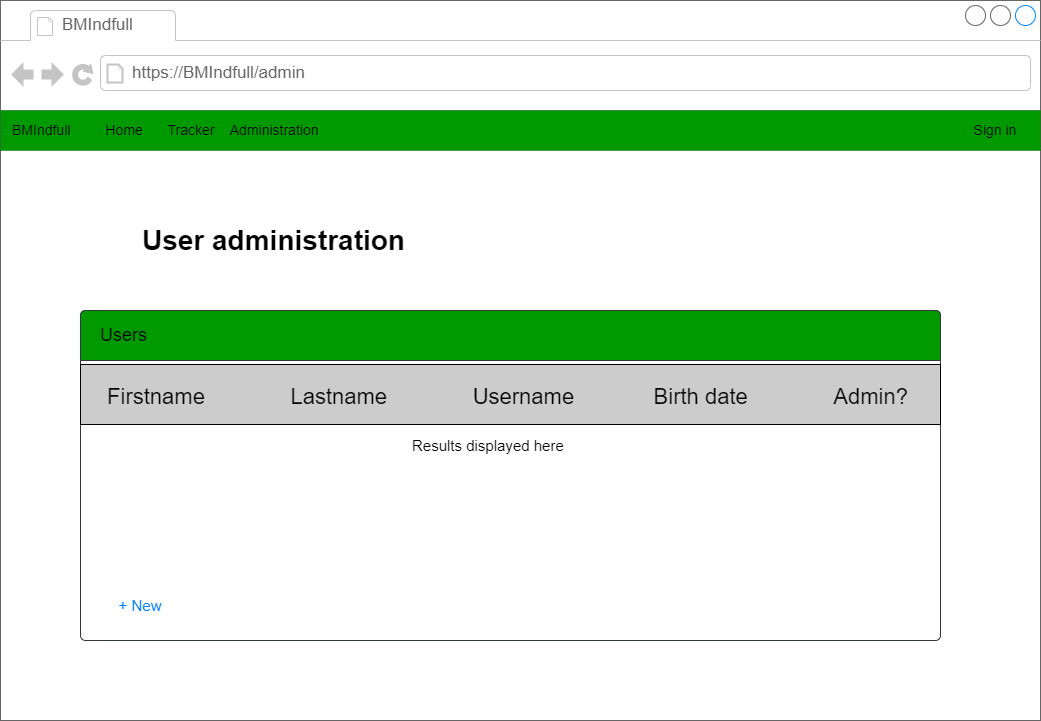 BMIndfull
https://BMIndfull/admin
BMIndfull Home Tracker Administration Sign in
User administration
Users
Firstname Lastname Username Birth date Admin?
Results displayed here
+ New